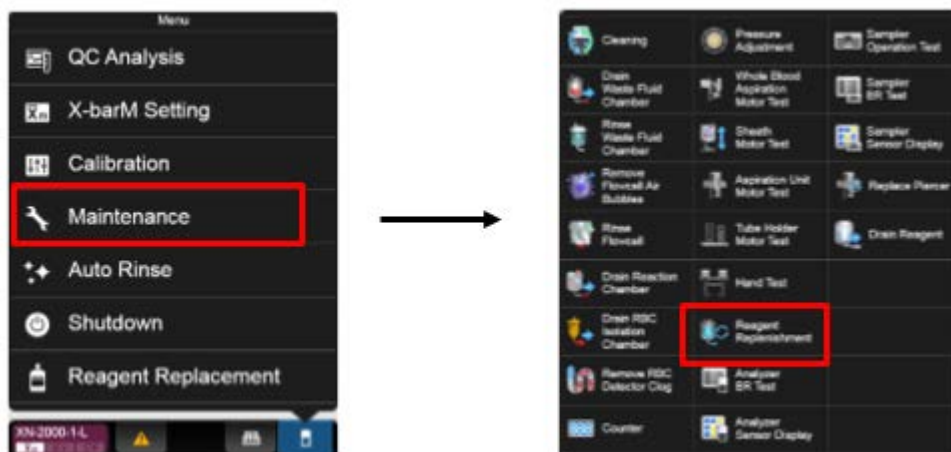 Menu
QC Analysis
X-barM Setting
Calibration
Maintenance
Auto Rinse
Shutdown
Reagent Replacement
XN-2000-1-L
Cleaning
Drain
Waste Fluid
Chamber
Rinse
Waste Fluid
Chamber
Remove
Flowcell Air
Bubbles
Rinse
Flowcell
Drain Reaction
Chamber
Drain RBC
Isolation
Chamber
Remove RBC
Detector Clog
Counter
Pressure
Adjustment
Whole Blood
Aspiration
Motor Test
Sheath
Motor Test
Aspiration Unit
Motor Test
Tube Holder
Motor Test
Hand Test
Reagent
Replenishment
Analyzer
BR Test
Analyzer
Sensor Display
Sampler
Operation Test
Sampler
BR Test
Sampler
Sensor Display
Replace Piercer
Drain Reagent